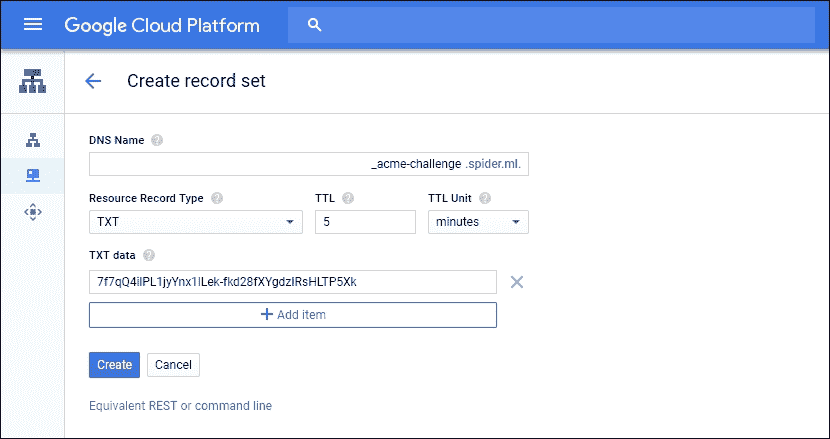 Google Cloud Platform
Create record set
DNS Name
_acme-challenge .spider.ml.
Resource Record Type TTL TTL Unit
TXT 5 minutes
TXT data
7f7qQ4iIPL1jyYnx1ILek-fkd28fXYgdzIRsHLTP5Xk
Add item
Create Cancel
Equivalent REST or command line